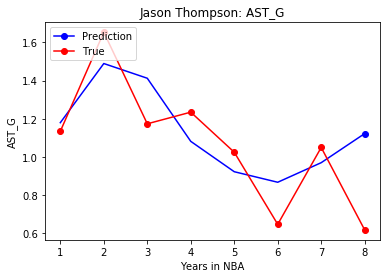 Jason Thompson: AST_G
Prediction
True
1.6
1.4
1.2
1.0
0.8
0.6
AST_G
1 2 3 4 5 6 7 8
Years in NBA